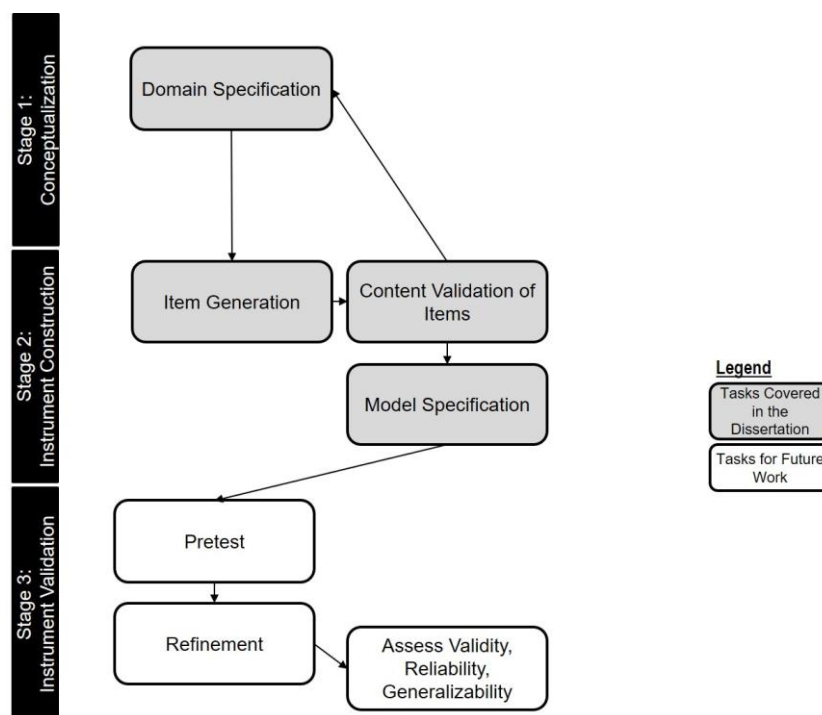 Stage 1:
Conceptualization
Domain Specification
Stage 2:
Instrument Construction
Item Generation
Content Validation of
Items
Model Specification
Stage 3:
Instrument Validation
Pretest
Refinement
Assess Validity,
Reliability,
Generalizability
Legend
Tasks Covered
in the
Dissertation
Tasks for Future
Work